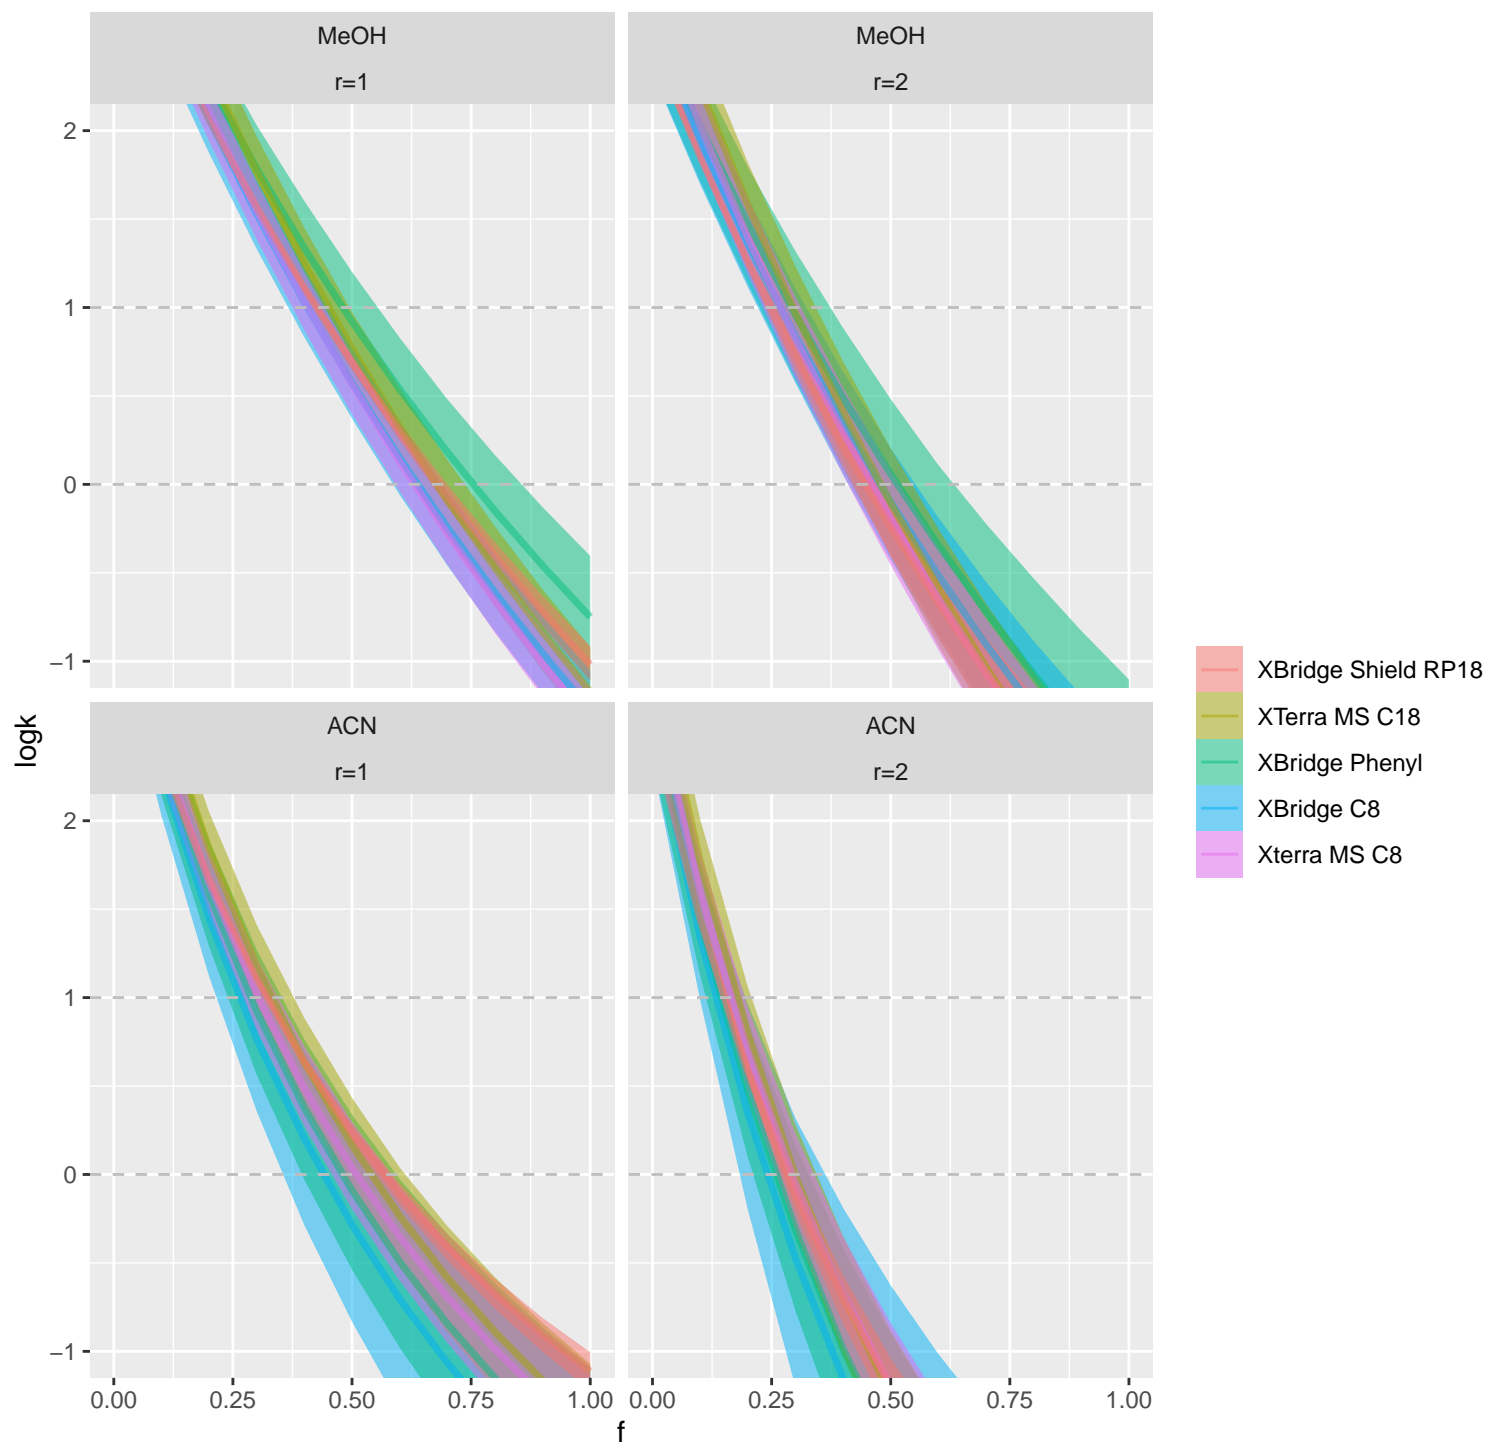 MeOH
r=1
MeOH
r=2
2
1
0
−1
ACN
r=1
ACN
r=2
2
1
0
−1
0.00 0.25 0.50 0.75 1.00
0.00 0.25 0.50 0.75 1.00
f
logk
XBridge Shield RP18
XTerra MS C18
XBridge Phenyl
XBridge C8
Xterra MS C8